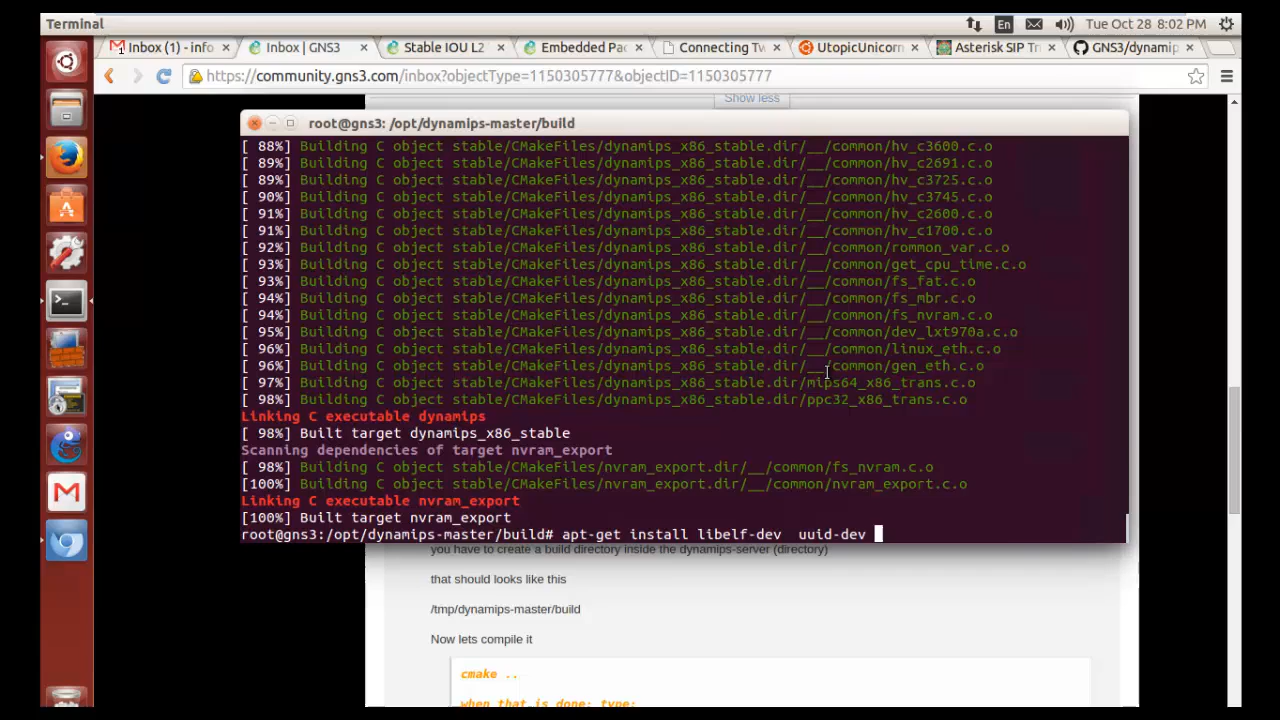 Terminal
En
Tue Oct 28 8:02 PM
Inbox (1) - info
Inbox | GNS3
Stable IOU L2
Embedded Pac
Connecting Tw
UtopicUnicorn
Asterisk SIP Tr
GNS3/dynamip
https://community.gns3.com/inbox?objectType=1150305777&objectID=1150305777
Show less
root@gns3: /opt/dynamips-master/build
[ 88%] Building C object stable/CMakeFiles/dynamips_x86_stable.dir/__/common/hv_c3600.c.o
[ 89%] Building C object stable/CMakeFiles/dynamips_x86_stable.dir/__/common/hv_c2691.c.o
[ 89%] Building C object stable/CMakeFiles/dynamips_x86_stable.dir/__/common/hv_c3725.c.o
[ 90%] Building C object stable/CMakeFiles/dynamips_x86_stable.dir/__/common/hv_c3745.c.o
[ 91%] Building C object stable/CMakeFiles/dynamips_x86_stable.dir/__/common/hv_c2600.c.o
[ 91%] Building C object stable/CMakeFiles/dynamips_x86_stable.dir/__/common/hv_c1700.c.o
[ 92%] Building C object stable/CMakeFiles/dynamips_x86_stable.dir/__/common/rommon_var.c.o
[ 93%] Building C object stable/CMakeFiles/dynamips_x86_stable.dir/__/common/get_cpu_time.c.o
[ 93%] Building C object stable/CMakeFiles/dynamips_x86_stable.dir/__/common/fs_fat.c.o
[ 94%] Building C object stable/CMakeFiles/dynamips_x86_stable.dir/__/common/fs_mbr.c.o
[ 94%] Building C object stable/CMakeFiles/dynamips_x86_stable.dir/__/common/fs_nvram.c.o
[ 95%] Building C object stable/CMakeFiles/dynamips_x86_stable.dir/__/common/dev_lxt970a.c.o
[ 96%] Building C object stable/CMakeFiles/dynamips_x86_stable.dir/__/common/linux_eth.c.o
[ 96%] Building C object stable/CMakeFiles/dynamips_x86_stable.dir/__/common/gen_eth.c.o
[ 97%] Building C object stable/CMakeFiles/dynamips_x86_stable.dir/mips64_x86_trans.c.o
[ 98%] Building C object stable/CMakeFiles/dynamips_x86_stable.dir/ppc32_x86_trans.c.o
Linking C executable dynamips
[ 98%] Built target dynamips_x86_stable
Scanning dependencies of target nvram_export
[ 98%] Building C object stable/CMakeFiles/nvram_export.dir/__/common/fs_nvram.c.o
[100%] Building C object stable/CMakeFiles/nvram_export.dir/__/common/nvram_export.c.o
Linking C executable nvram_export
[100%] Built target nvram_export
root@gns3:/opt/dynamips-master/build# apt-get install libelf-dev  uuid-dev
you have to create a build directory inside the dynamips-server (directory)
that should looks like this
/tmp/dynamips-master/build
Now lets compile it
cmake ..
when that is done; type: